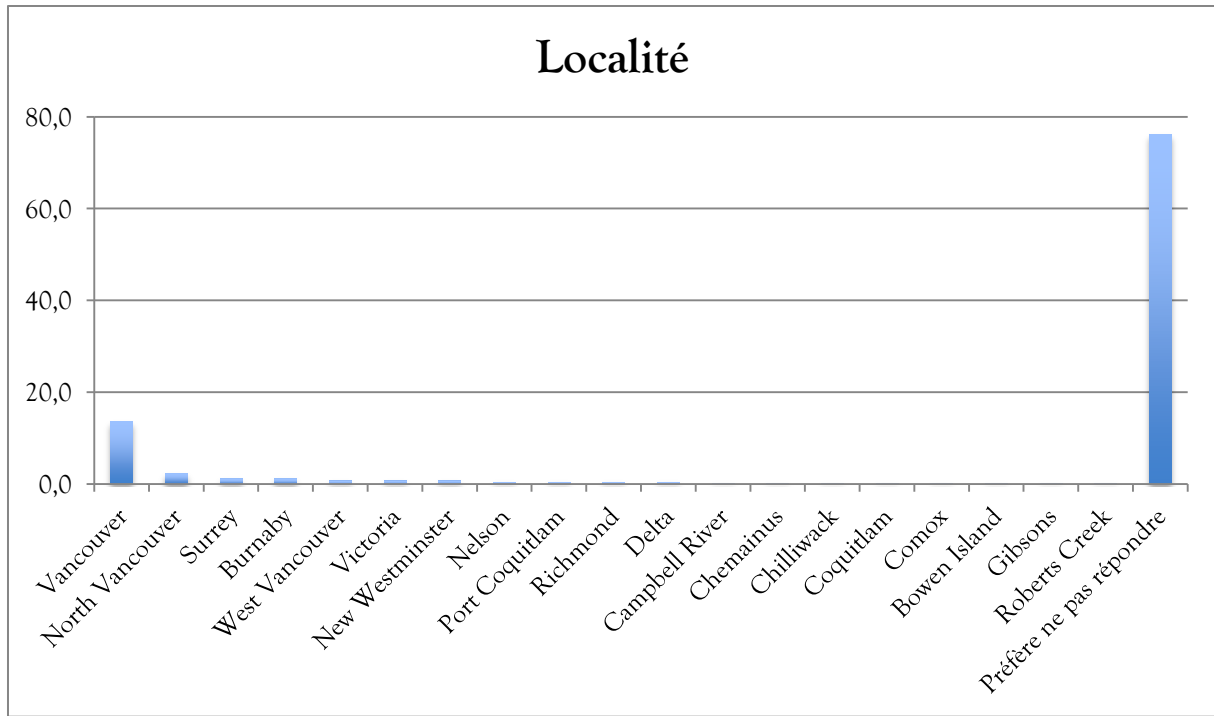 Localité
80,0
60,0
40,0
20,0
0,0
Vancouver
North Vancouver
Surrey
Burnaby
West Vancouver
Victoria
New Westminster
Nelson
Port Coquitlam
Richmond
Delta
Campbell River
Chemainus
Chilliwack
Coquitlam
Comox
Bowen Island
Gibsons
Roberts Creek
Préfère ne pas répondre